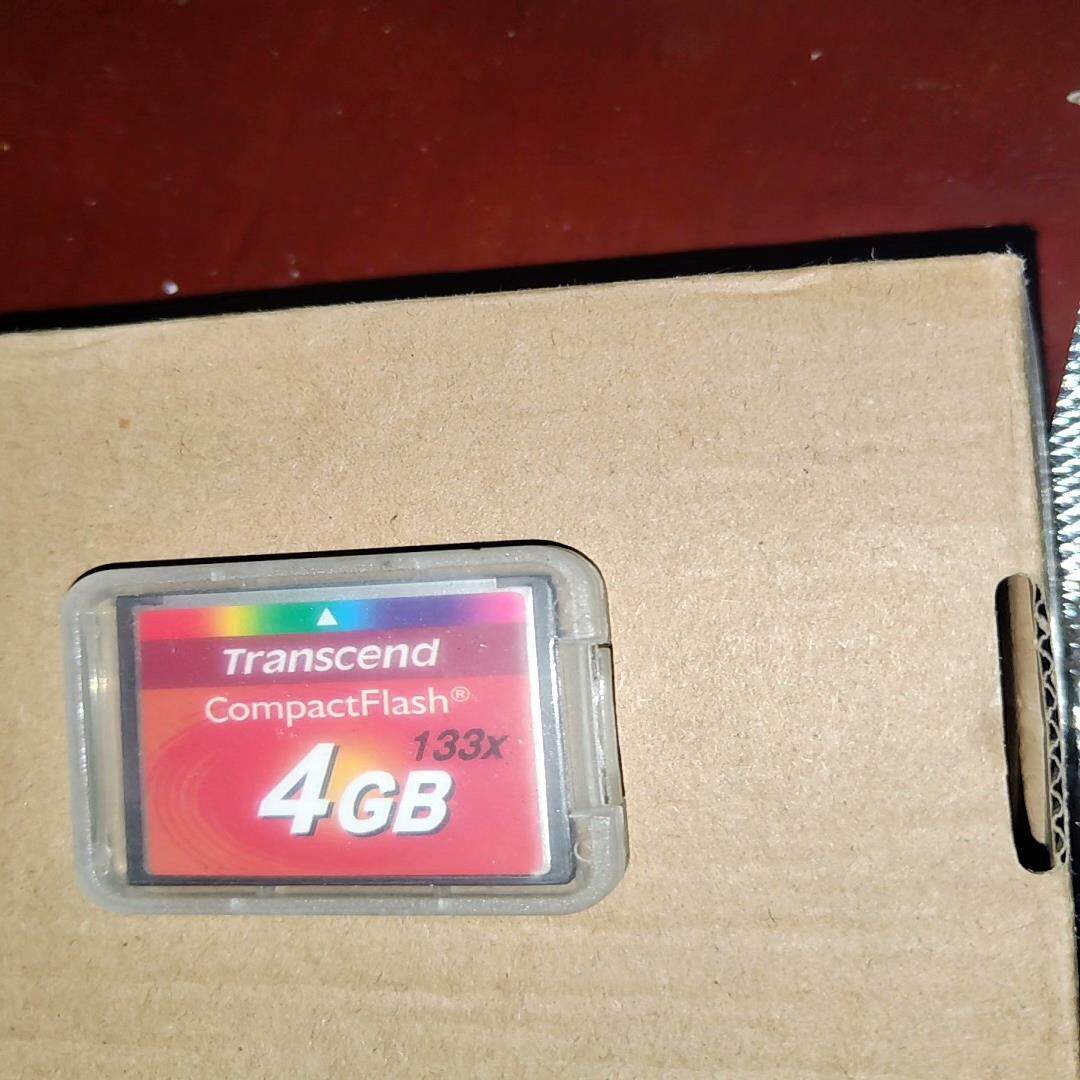 Transcend
CompactFlash®
133x
4GB